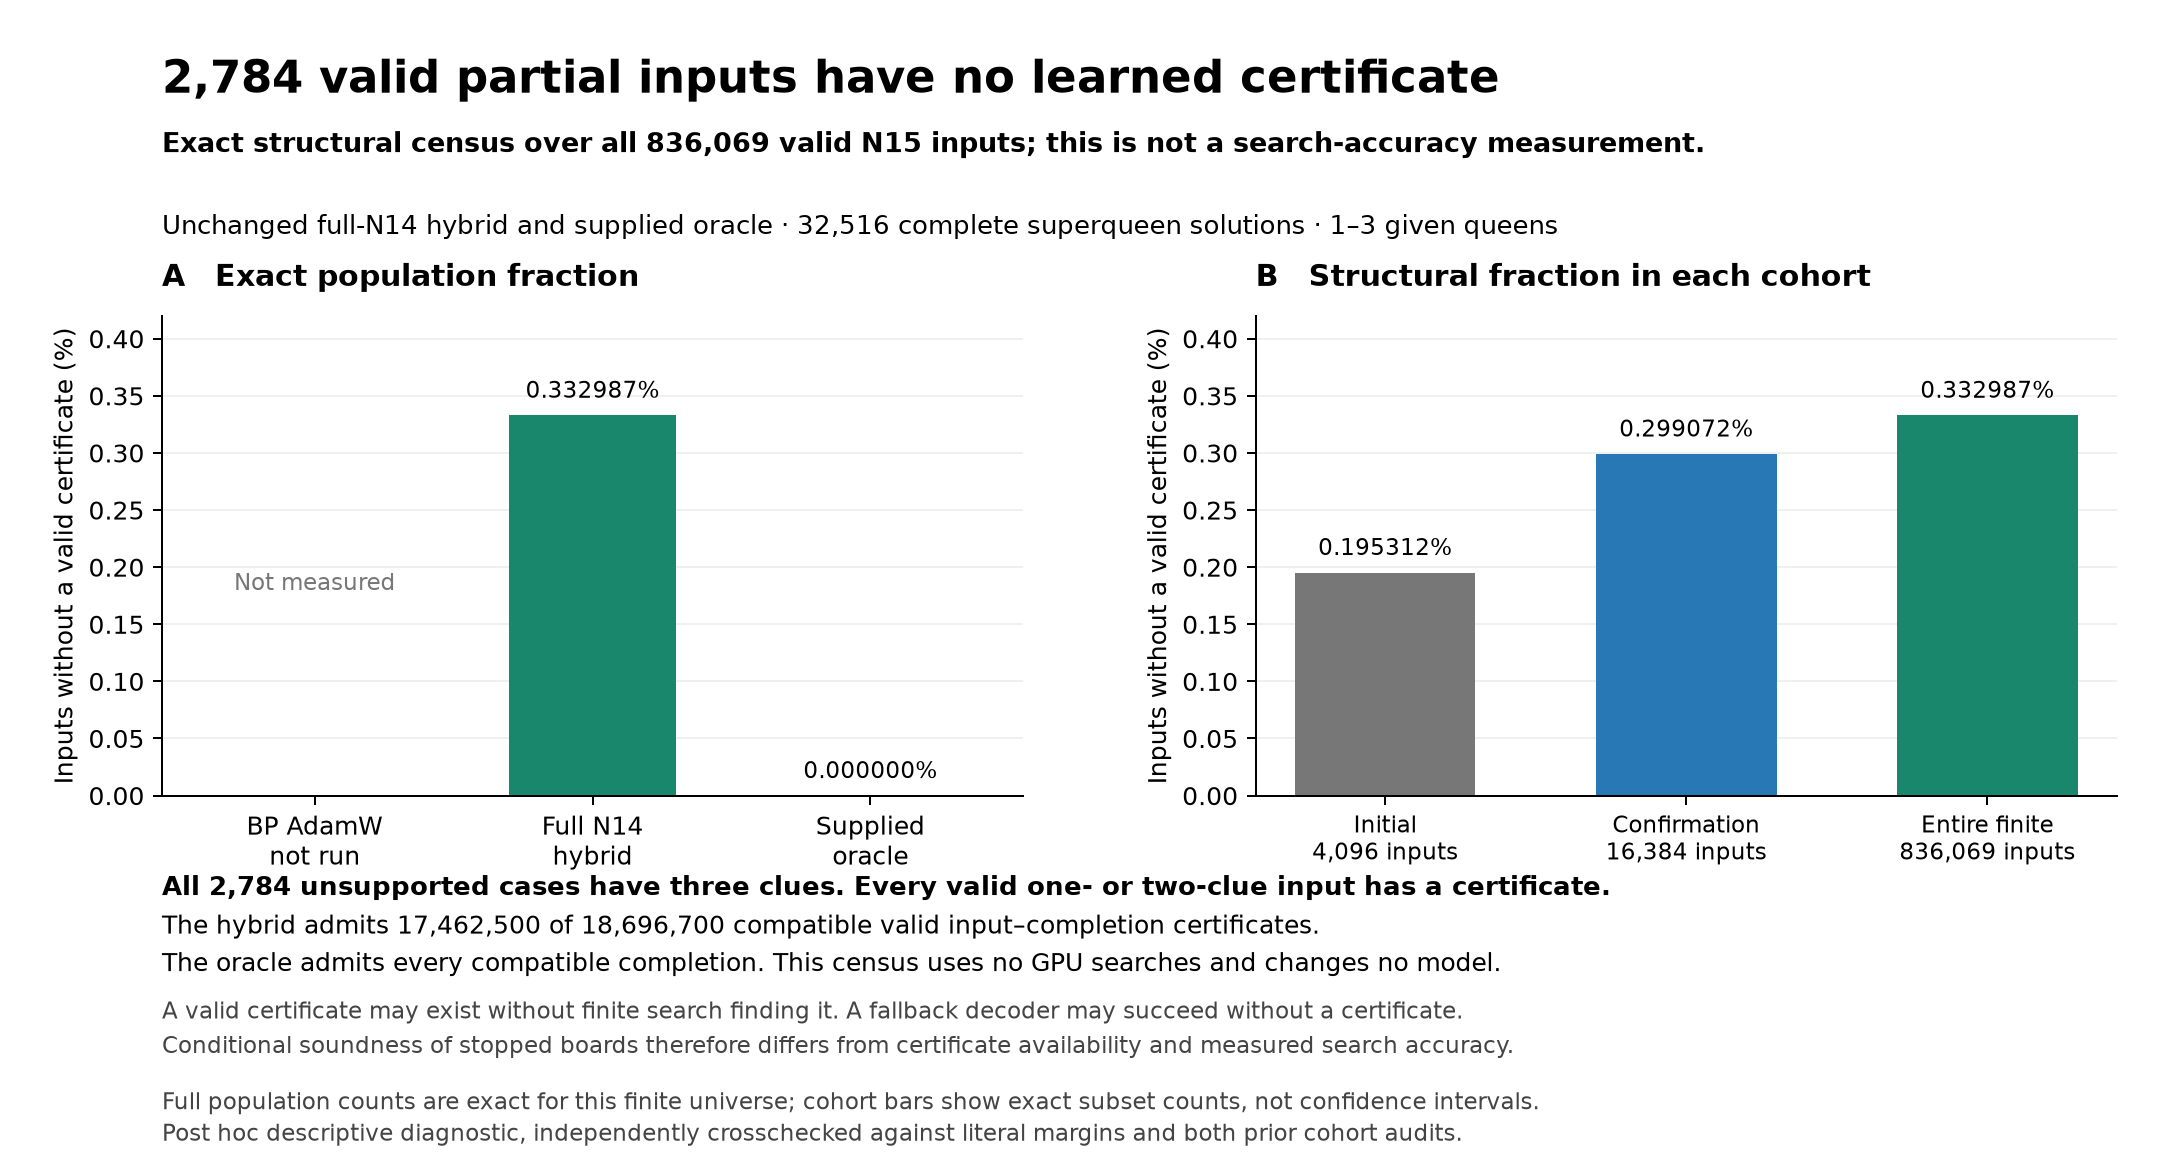 2,784 valid partial inputs have no learned certificate
Exact structural census over all 836,069 valid N15 inputs; this is not a search-accuracy measurement.
Unchanged full-N14 hybrid and supplied oracle · 32,516 complete superqueen solutions · 1–3 given queens
A Exact population fraction
Inputs without a valid certificate (%)
0.40
0.35
0.30
0.25
0.20
0.15
0.10
0.05
0.00
Not measured
0.332987%
0.000000%
BP AdamW
not run
Full N14
hybrid
Supplied
oracle
B Structural fraction in each cohort
Inputs without a valid certificate (%)
0.40
0.35
0.30
0.25
0.20
0.15
0.10
0.05
0.00
0.195312%
0.299072%
0.332987%
Initial
4,096 inputs
Confirmation
16,384 inputs
Entire finite
836,069 inputs
All 2,784 unsupported cases have three clues. Every valid one- or two-clue input has a certificate.
The hybrid admits 17,462,500 of 18,696,700 compatible valid input–completion certificates.
The oracle admits every compatible completion. This census uses no GPU searches and changes no model.
A valid certificate may exist without finite search finding it. A fallback decoder may succeed without a certificate.
Conditional soundness of stopped boards therefore differs from certificate availability and measured search accuracy.
Full population counts are exact for this finite universe; cohort bars show exact subset counts, not confidence intervals.
Post hoc descriptive diagnostic, independently crosschecked against literal margins and both prior cohort audits.